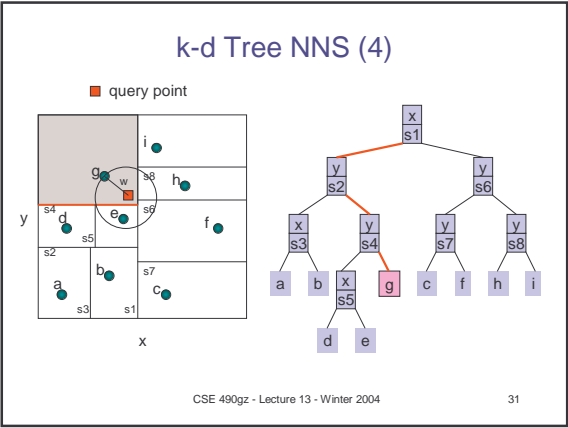 k-d Tree NNS (4)
query point
i
g
w
s8
h
s4
d
e
s6
f
y
s5
s2
s7
b
a
c
s3
s1
x
x
s1
y
s2
y
s6
x
s3
y
s4
y
s7
y
s8
a
b
x
s5
g
c
f
h
i
d
e
CSE 490gz - Lecture 13 - Winter 2004
31